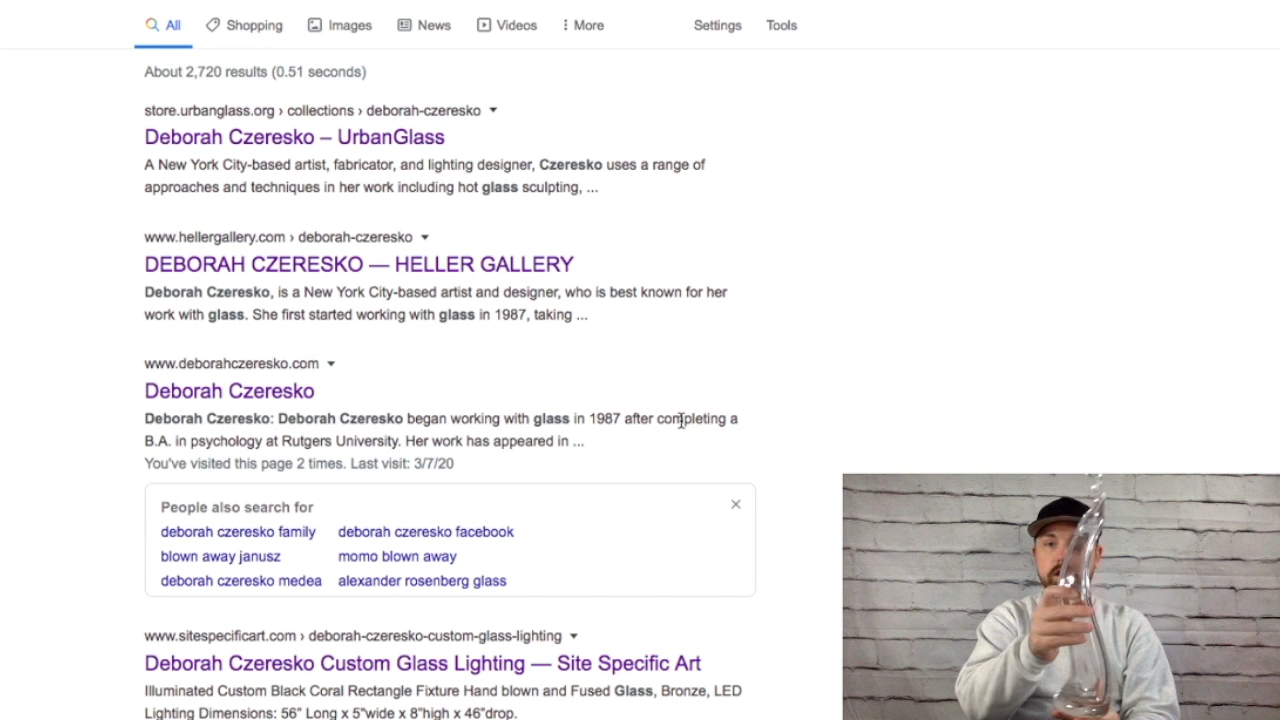 All Shopping Images News Videos More Settings Tools
About 2,720 results (0.51 seconds)
store.urbanglass.org › collections › deborah-czeresko
Deborah Czeresko – UrbanGlass
A New York City-based artist, fabricator, and lighting designer, Czeresko uses a range of
approaches and techniques in her work including hot glass sculpting, ...
www.hellergallery.com › deborah-czeresko
DEBORAH CZERESKO — HELLER GALLERY
Deborah Czeresko, is a New York City-based artist and designer, who is best known for her
work with glass. She first started working with glass in 1987, taking ...
www.deborahczeresko.com
Deborah Czeresko
Deborah Czeresko: Deborah Czeresko began working with glass in 1987 after completing a
B.A. in psychology at Rutgers University. Her work has appeared in ...
You've visited this page 2 times. Last visit: 3/7/20
People also search for
deborah czeresko family deborah czeresko facebook
blown away janusz momo blown away
deborah czeresko medea alexander rosenberg glass
www.sitespecificart.com › deborah-czeresko-custom-glass-lighting
Deborah Czeresko Custom Glass Lighting — Site Specific Art
Illuminated Custom Black Coral Rectangle Fixture Hand blown and Fused Glass, Bronze, LED
Lighting Dimensions: 56" Long x 5"wide x 8"high x 46"drop.